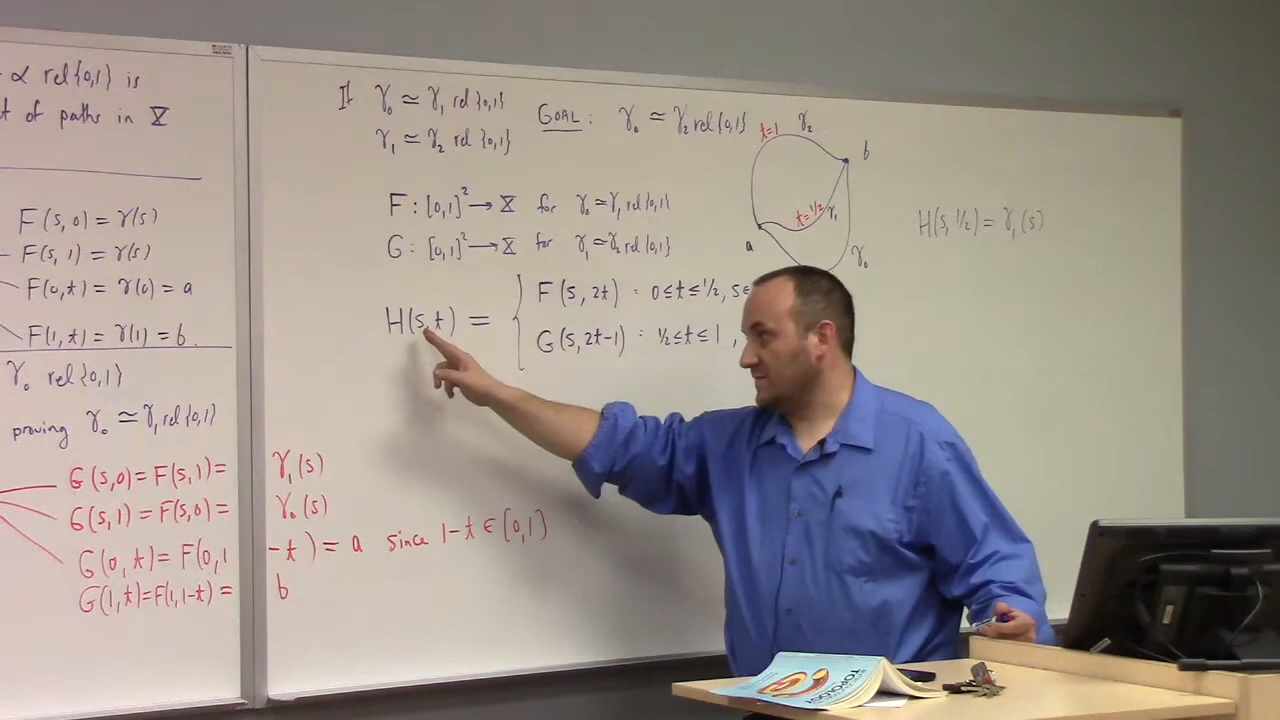 α rel{0,1} is
t of paths in X
F(s,0) = γ(s)
F(s,1) = γ(s)
F(0,t) = γ(0) = a
F(1,t) = γ(1) = b.
γ₀ rel{0,1}
proving γ₀ ≃ γ₁ rel{0,1}
G(s,0) = F(s,1) = γ₁(s)
G(s,1) = F(s,0) = γ₀(s)
G(0,t) = F(0,1-t) = a since 1-t ∈ [0,1]
G(1,t) = F(1,1-t) = b
If γ₀ ≃ γ₁ rel{0,1}
γ₁ ≃ γ₂ rel{0,1}
GOAL: γ₀ ≃ γ₂ rel{0,1}
F: [0,1]² → X for γ₀ ≃ γ₁ rel{0,1}
G: [0,1]² → X for γ₁ ≃ γ₂ rel{0,1}
H(s,t) = { F(s,2t) : 0≤t≤1/2, s∈
G(s,2t-1) : 1/2≤t≤1,
t=1
γ₂
b
t=1/2
γ₁
a
γ₀
H(s,1/2) = γ₁(s)
TOPOLOGY